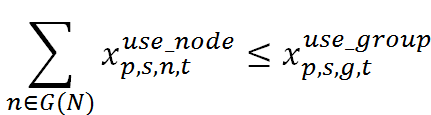 ∑_{n∈G(N)} x_{p,s,n,t}^{use_node} ≤ x_{p,s,g,t}^{use_group}